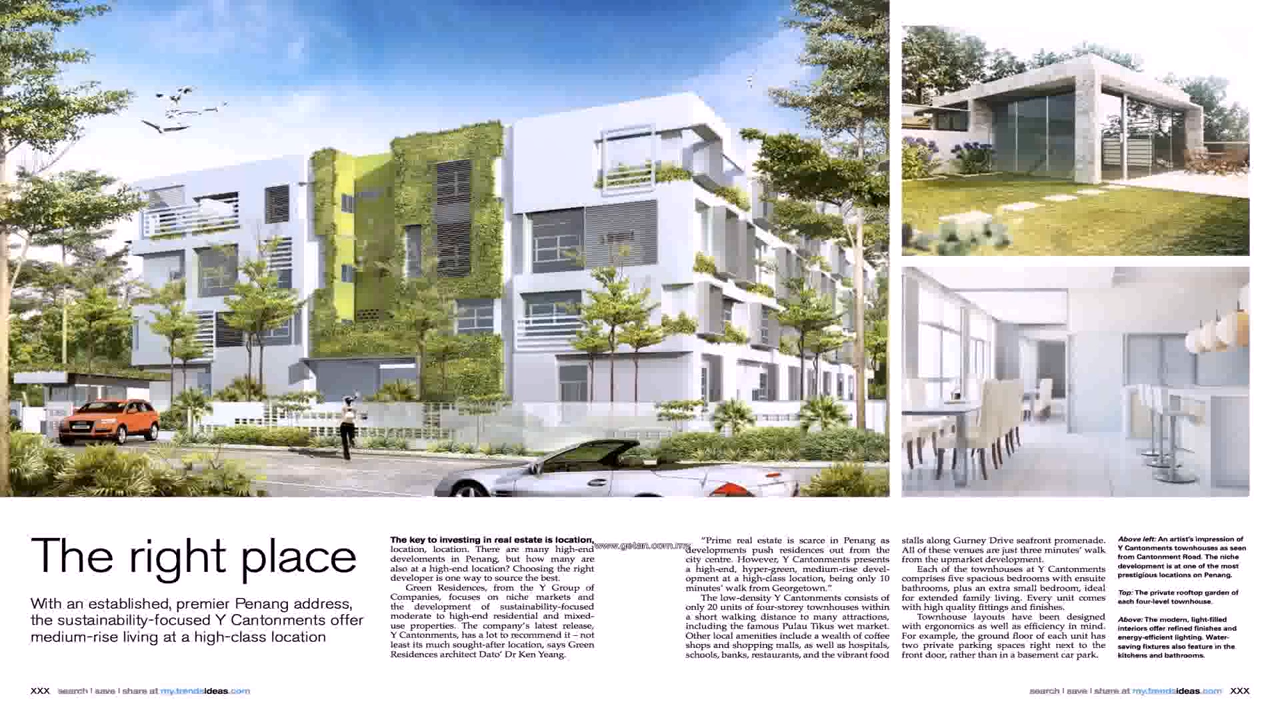 The right place
With an established, premier Penang address,
the sustainability-focused Y Cantonments offer
medium-rise living at a high-class location
The key to investing in real estate is location,
location, location. There are many high-end
develoments in Penang, but how many are
also at a high-end location? Choosing the right
developer is one way to source the best.
Green Residences, from the Y Group of
Companies, focuses on niche markets and
the development of sustainability-focused
moderate to high-end residential and mixed-
use properties. The company's latest release,
Y Cantonments, has a lot to recommend it – not
least its much sought-after location, says Green
Residences architect Dato' Dr Ken Yeang.
www.gelan.com.my
"Prime real estate is scarce in Penang as
developments push residences out from the
city centre. However, Y Cantonments presents
a high-end, hyper-green, medium-rise devel-
opment at a high-class location, being only 10
minutes' walk from Georgetown."
The low-density Y Cantonments consists of
only 20 units of four-storey townhouses within
a short walking distance to many attractions,
including the famous Pulau Tikus wet market.
Other local amenities include a wealth of coffee
shops and shopping malls, as well as hospitals,
schools, banks, restaurants, and the vibrant food
stalls along Gurney Drive seafront promenade.
All of these venues are just three minutes' walk
from the upmarket development.
Each of the townhouses at Y Cantonments
comprises five spacious bedrooms with ensuite
bathrooms, plus an extra small bedroom, ideal
for extended family living. Every unit comes
with high quality fittings and finishes.
Townhouse layouts have been designed
with ergonomics as well as efficiency in mind.
For example, the ground floor of each unit has
two private parking spaces right next to the
front door, rather than in a basement car park.
Above left: An artist's impression of
Y Cantonments townhouses as seen
from Cantonment Road. The niche
development is at one of the most
prestigious locations on Penang.
Top: The private rooftop garden of
each four-level townhouse.
Above: The modern, light-filled
interiors offer refined finishes and
energy-efficient lighting. Water-
saving fixtures also feature in the
kitchens and bathrooms.
XXX search | save | share at my.trendsideas.com
search | save | share at my.trendsideas.com XXX